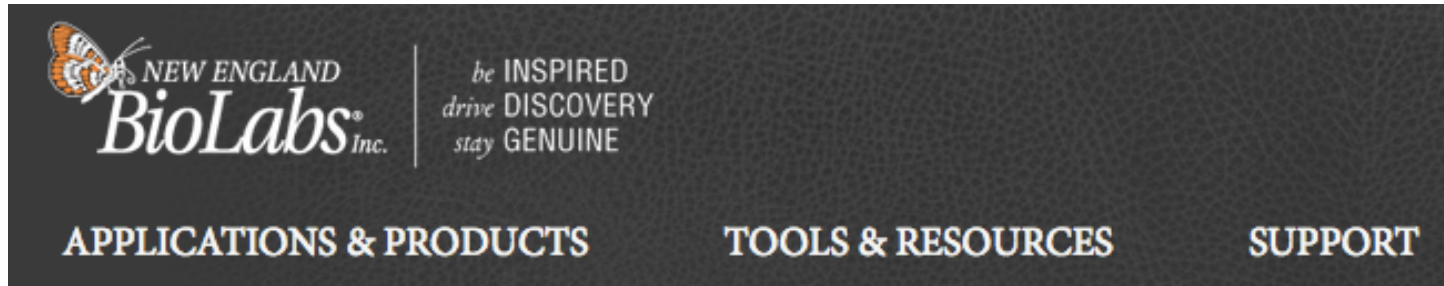 NEW ENGLAND
BioLabs® Inc.
be INSPIRED
drive DISCOVERY
stay GENUINE
APPLICATIONS & PRODUCTS
TOOLS & RESOURCES
SUPPORT